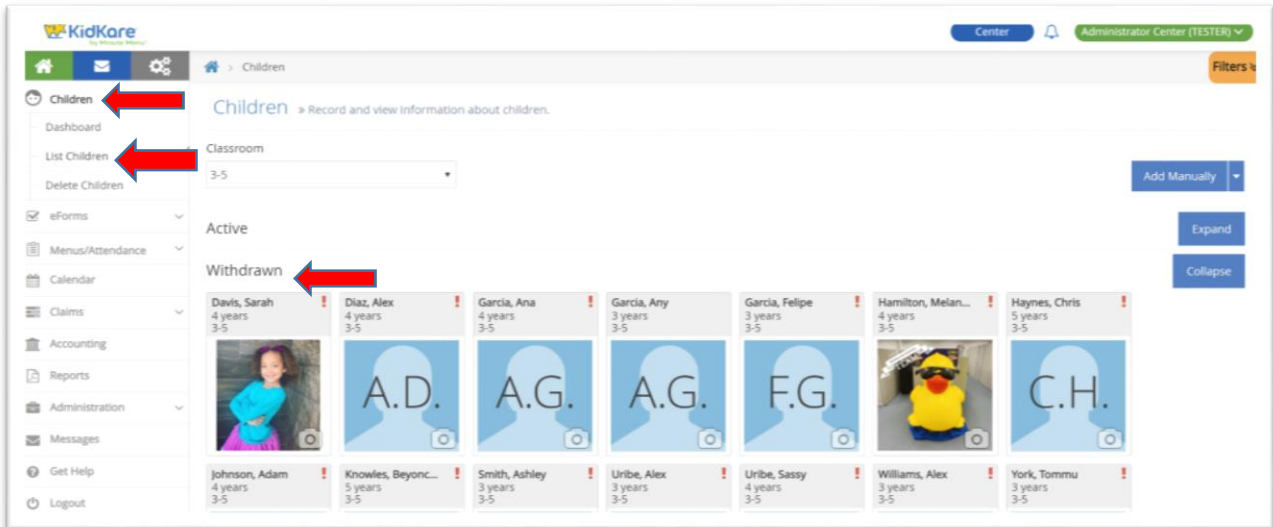 KidKare
by Minute Menu
Center
Administrator Center (TESTER)
Children
Filters
Children
Dashboard
List Children
Delete Children
eForms
Menus/Attendance
Calendar
Claims
Accounting
Reports
Administration
Messages
Get Help
Logout
Children » Record and view information about children.
Classroom
3-5
Add Manually
Active
Expand
Withdrawn
Collapse
Davis, Sarah !
4 years
3-5
Diaz, Alex !
4 years
3-5
A.D.
Garcia, Ana !
4 years
3-5
A.G.
Garcia, Any
3 years
3-5
A.G.
Garcia, Felipe !
3 years
3-5
F.G.
Hamilton, Melan... !
4 years
3-5
Haynes, Chris !
5 years
3-5
C.H.
Johnson, Adam !
4 years
3-5
Knowles, Beyonc... !
5 years
3-5
Smith, Ashley !
3 years
3-5
Uribe, Alex !
3 years
3-5
Uribe, Sassy !
4 years
3-5
Williams, Alex !
3 years
3-5
York, Tommu !
3 years
3-5